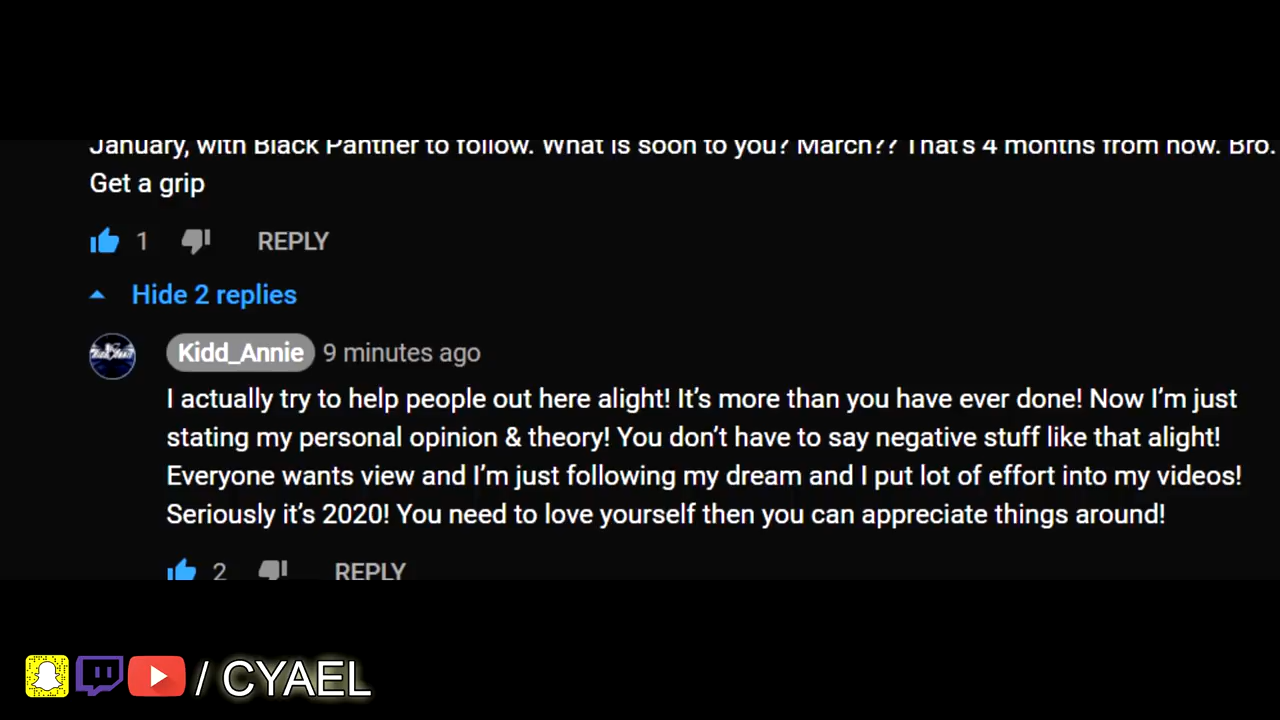 January, with Black Panther to follow. What is soon to you? March?? That's 4 months from now. Bro.
Get a grip
1 REPLY
Hide 2 replies
Kidd_Annie 9 minutes ago
I actually try to help people out here alright! It’s more than you have ever done! Now I’m just
stating my personal opinion & theory! You don’t have to say negative stuff like that alright!
Everyone wants view and I’m just following my dream and I put lot of effort into my videos!
Seriously it’s 2020! You need to love yourself then you can appreciate things around!
2 REPLY
/ CYAEL